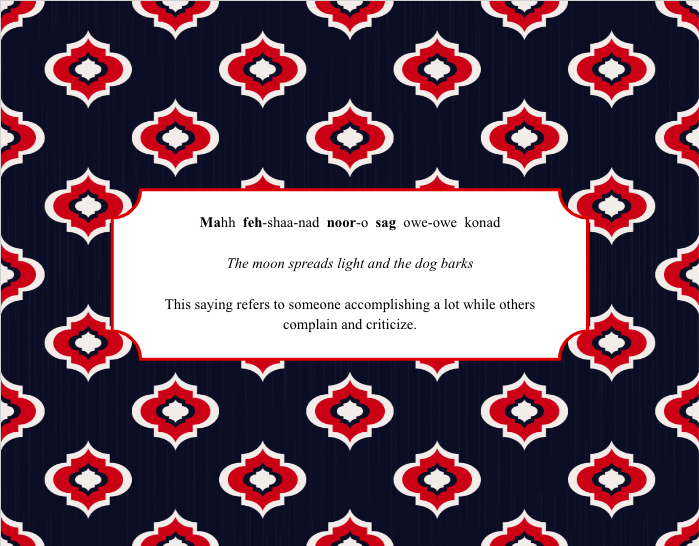 Mahh feh-shaa-nad noor-o sag owe-owe konad
The moon spreads light and the dog barks
This saying refers to someone accomplishing a lot while others
complain and criticize.